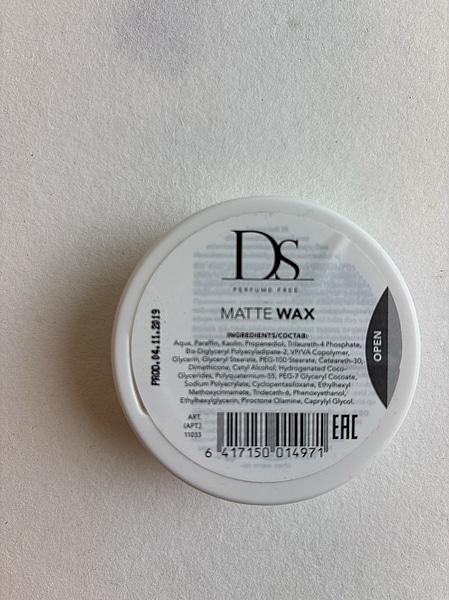 DS
PERFUME FREE
MATTE WAX
INGREDIENTS/СОСТАВ:
Aqua, Paraffin, Kaolin, Propanediol, Trilaureth-4 Phosphate,
Bis-Diglyceryl Polyacyladipate-2, VP/VA Copolymer,
Glycerin, Glyceryl Stearate, PEG-100 Stearate, Ceteareth-30,
Dimethicone, Cetyl Alcohol, Hydrogenated Coco-
Glycerides, Polyquaternium-55, PEG-7 Glyceryl Cocoate,
Sodium Polyacrylate, Cyclopentasiloxane, Ethylhexyl
Methoxycinnamate, Trideceth-6, Phenoxyethanol,
Ethylhexylglycerin, Piroctone Olamine, Caprylyl Glycol.
ART.
(АРТ.)
11033
6 417150 014971
EAC
OPEN
PROD.04.11.2019